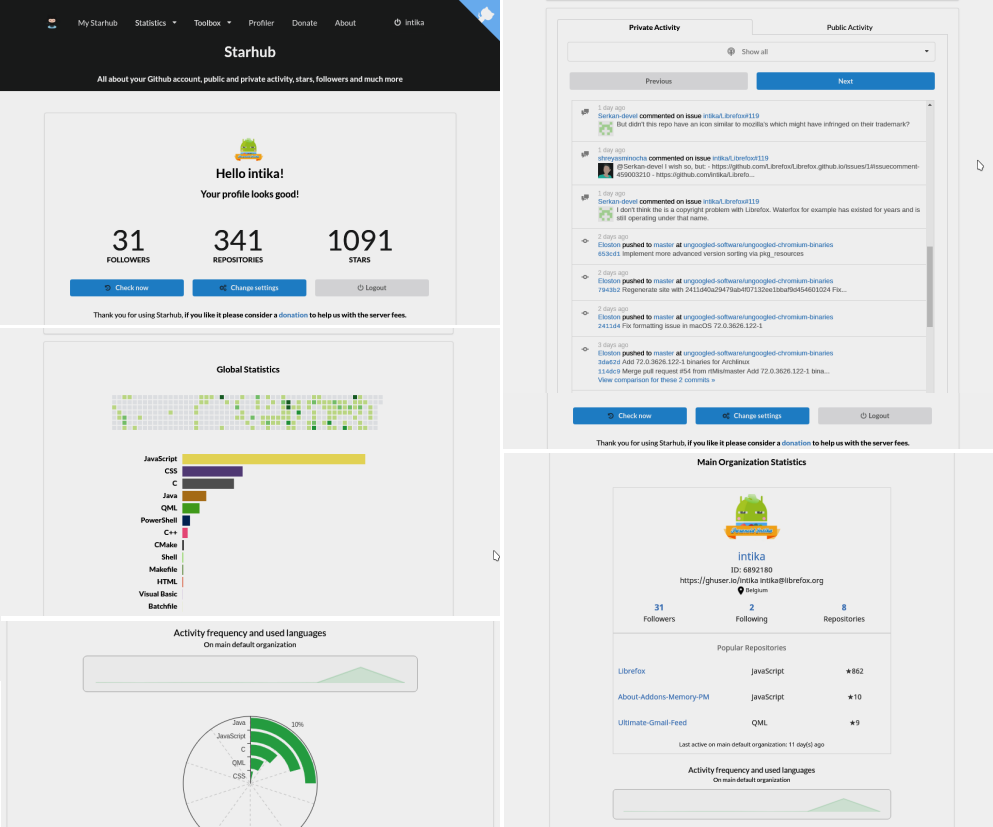 My Starhub Statistics Toolbox Profiler Donate About intika
Starhub
All about your Github account, public and private activity, stars, followers and much more
Hello intika!
Your profile looks good!
31 341 1091
FOLLOWERS REPOSITORIES STARS
Check now Change settings Logout
Thank you for using Starhub, if you like it please consider a donation to help us with the server fees.
Global Statistics
JavaScript
CSS
C
Java
QML
PowerShell
C++
CMake
Shell
Makefile
HTML
Visual Basic
Batchfile
Activity frequency and used languages
On main default organization
10%
Java
JavaScript
C
QML
CSS
Private Activity Public Activity
Show all
Previous Next
1 day ago
Serkan-devel commented on issue intika/Librefox#119
But didn't this repo have an icon similar to mozilla's which might have infringed on their trademark?
1 day ago
shreyasminocha commented on issue intika/Librefox#119
@Serkan-devel I wish so, but: - https://github.com/Librefox/Librefox.github.io/issues/1#issuecomment-
459003210 - https://github.com/intika/Librefo...
1 day ago
Serkan-devel commented on issue intika/Librefox#119
I don't think the is a copyright problem with Librefox. Waterfox for example has existed for years and is
still operating under that name.
2 days ago
Eloston pushed to master at ungoogled-software/ungoogled-chromium-binaries
653cd1 Implement more advanced version sorting via pkg_resources
2 days ago
Eloston pushed to master at ungoogled-software/ungoogled-chromium-binaries
7943b2 Regenerate site with 2411d40a29479ab4f07132ee1bbaf9d454601024 Fix...
2 days ago
Eloston pushed to master at ungoogled-software/ungoogled-chromium-binaries
2411d4 Fix formatting issue in macOS 72.0.3626.122-1
3 days ago
Eloston pushed to master at ungoogled-software/ungoogled-chromium-binaries
3da62d Add 72.0.3626.122-1 binaries for Archlinux
114dc9 Merge pull request #54 from rtMis/master Add 72.0.3626.122-1 bina...
View comparison for these 2 commits »
Check now Change settings Logout
Thank you for using Starhub, if you like it please consider a donation to help us with the server fees.
Main Organization Statistics
intika
ID: 6892180
https://ghuser.io/intika intika@librefox.org
Belgium
31 2 8
Followers Following Repositories
Popular Repositories
Librefox JavaScript ★862
About-Addons-Memory-PM JavaScript ★10
Ultimate-Gmail-Feed QML ★9
Last active on main default organization: 11 day(s) ago
Activity frequency and used languages
On main default organization